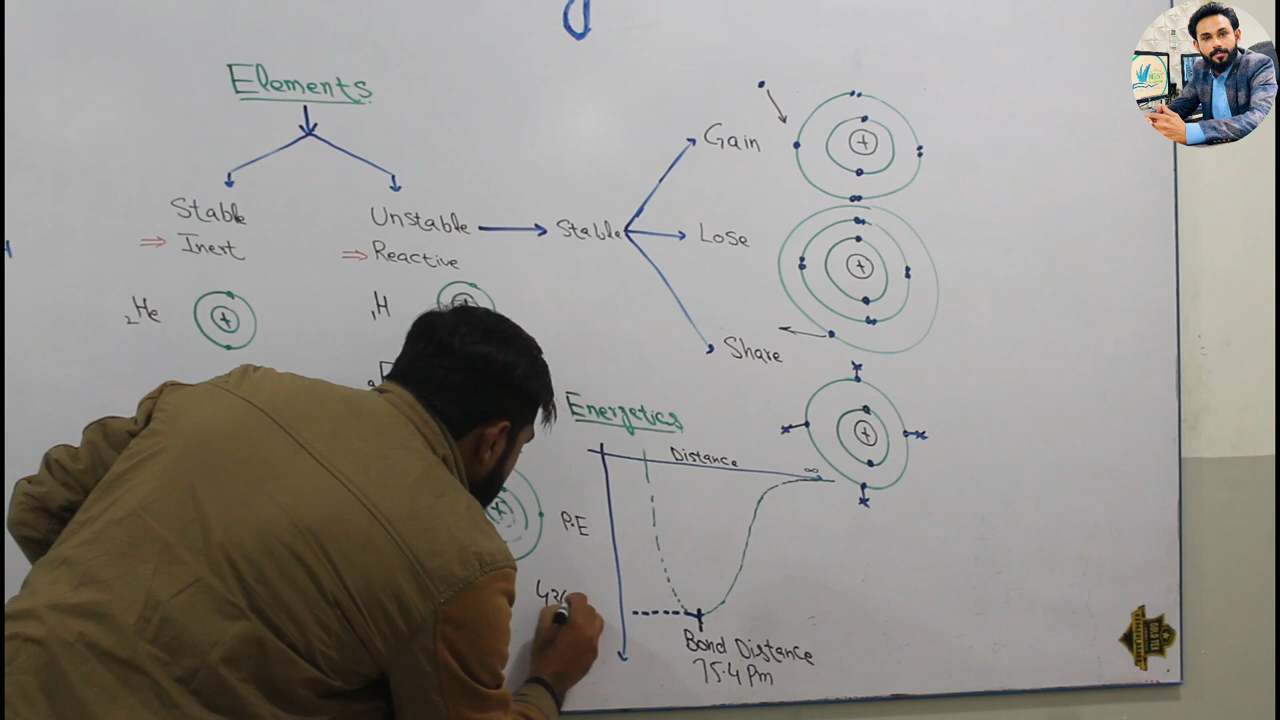 Elements
Stable
⇒ Inert
Unstable
⇒ Reactive
Stable
Gain
Lose
Share
₂He
₁H
Energetics
Distance
∞
P.E
Bond Distance
75.4 Pm
+
+
+
+
+